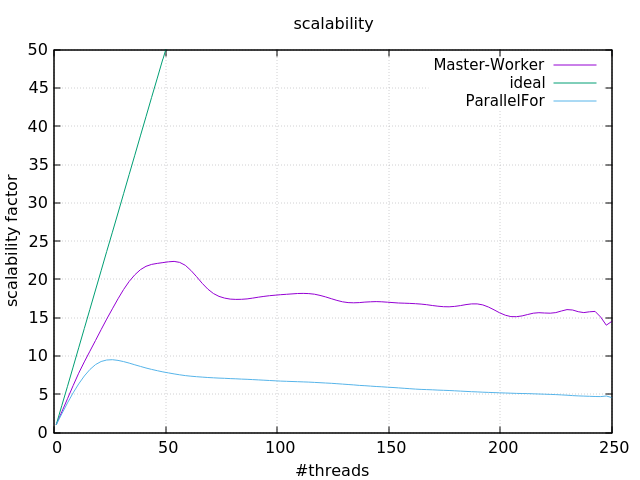 scalability
50
45
40
35
30
25
20
15
10
5
0
scalability factor
Master-Worker
ideal
ParallelFor
0 50 100 150 200 250
#threads